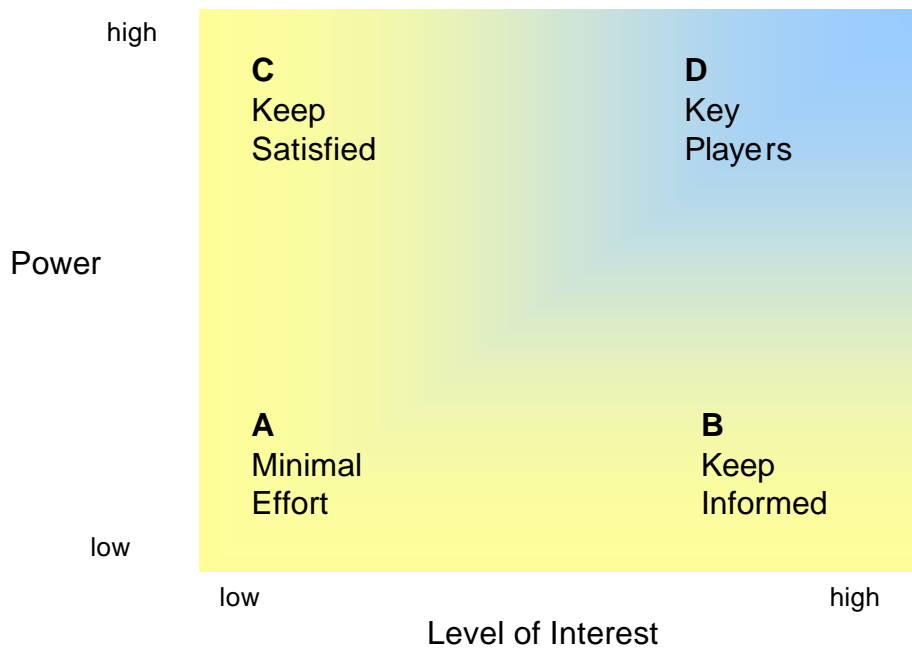 high
C
Keep
Satisfied
D
Key
Players
Power
A
Minimal
Effort
B
Keep
Informed
low
low
high
Level of Interest